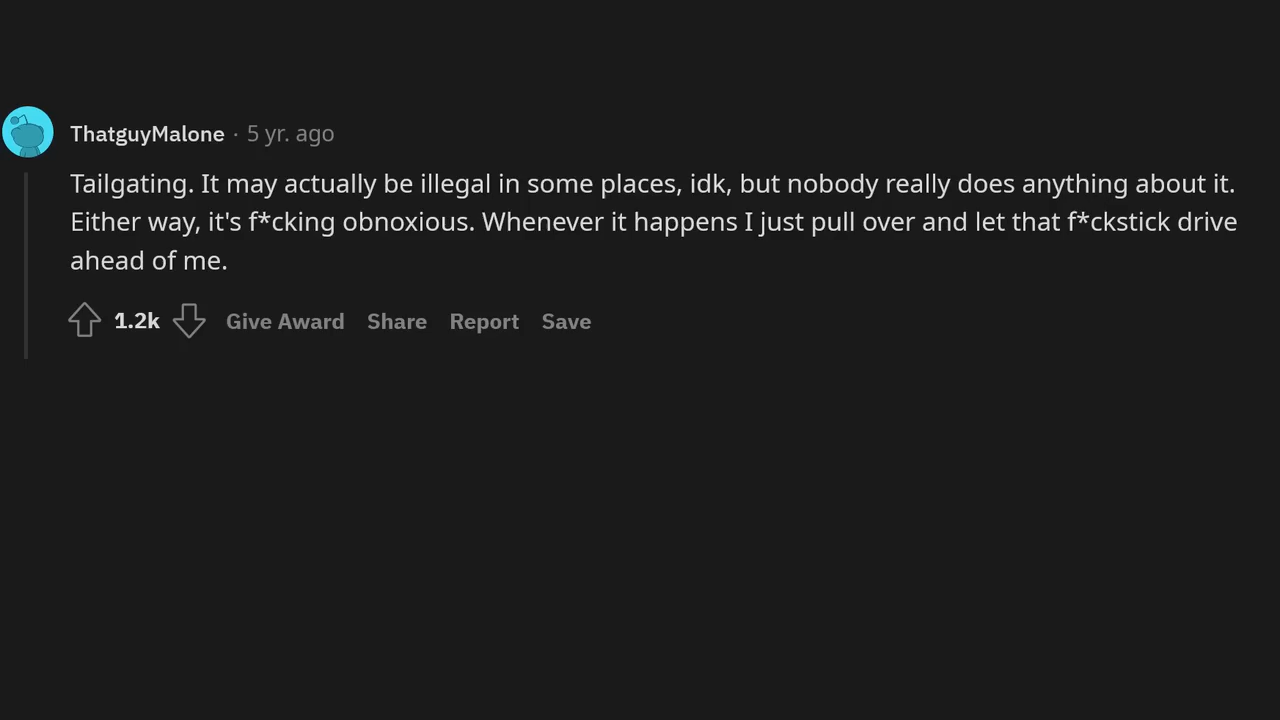 ThatguyMalone · 5 yr. ago
Tailgating. It may actually be illegal in some places, idk, but nobody really does anything about it.
Either way, it's f*cking obnoxious. Whenever it happens I just pull over and let that f*ckstick drive
ahead of me.
1.2k Give Award Share Report Save